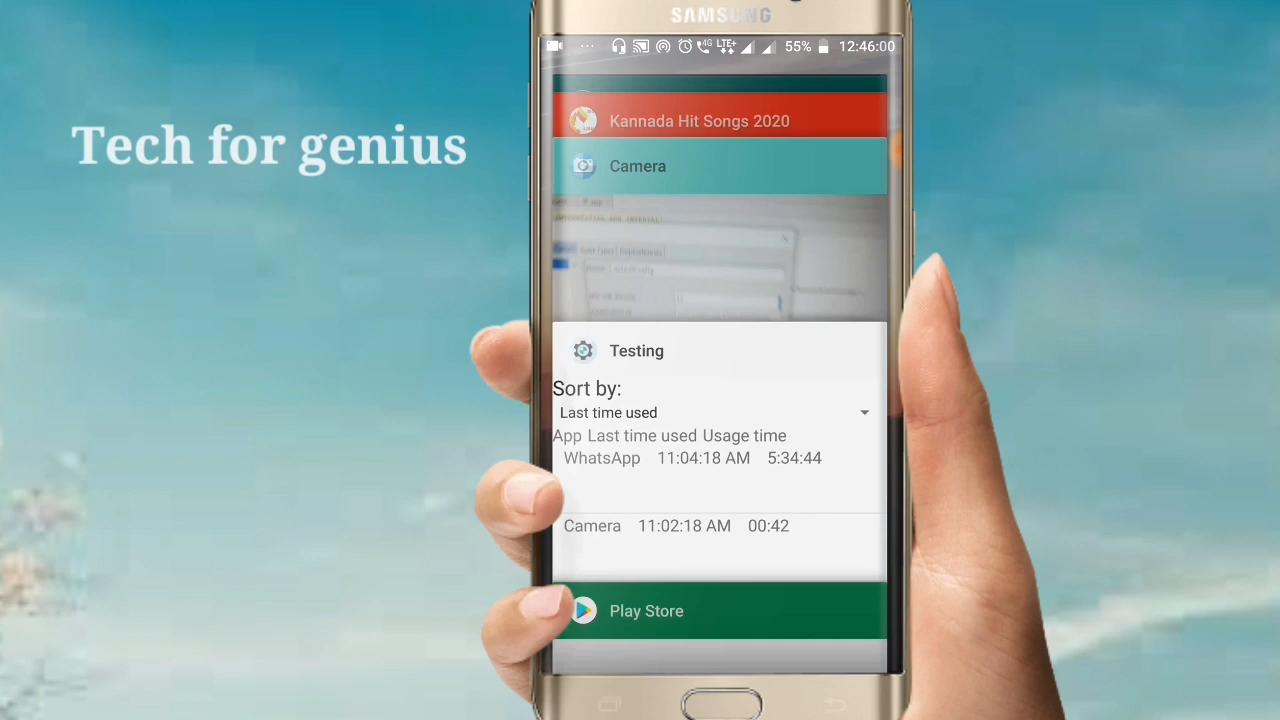 SAMSUNG
... 4G LTE+ 55% 12:46:00
Tech for genius
Kannada Hit Songs 2020
Camera
Testing
Sort by:
Last time used
App Last time used Usage time
WhatsApp 11:04:18 AM 5:34:44
Camera 11:02:18 AM 00:42
Play Store